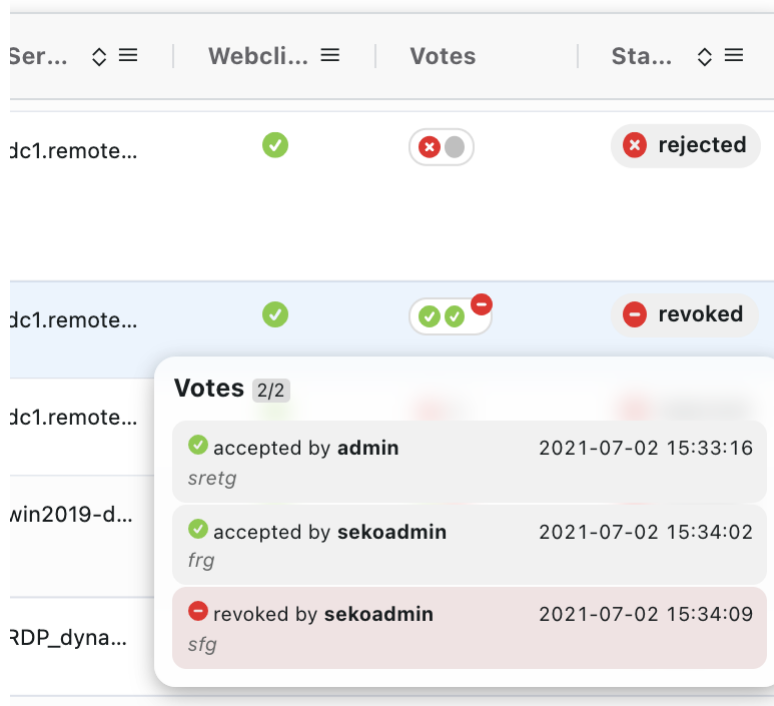 Ser... Webcli... Votes Sta...
dc1.remote... rejected
dc1.remote... revoked
Votes 2/2
dc1.remote...
accepted by admin 2021-07-02 15:33:16
sretg
win2019-d...
accepted by sekoadmin 2021-07-02 15:34:02
frg
revoked by sekoadmin 2021-07-02 15:34:09
RDP_dyna...
sfg